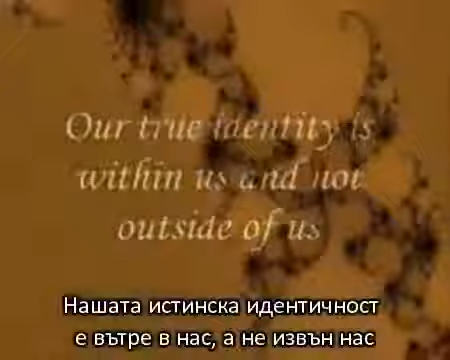 Our true identity is
within us and not
outside of us
Нашата истинска идентичност
е вътре в нас, а не извън нас